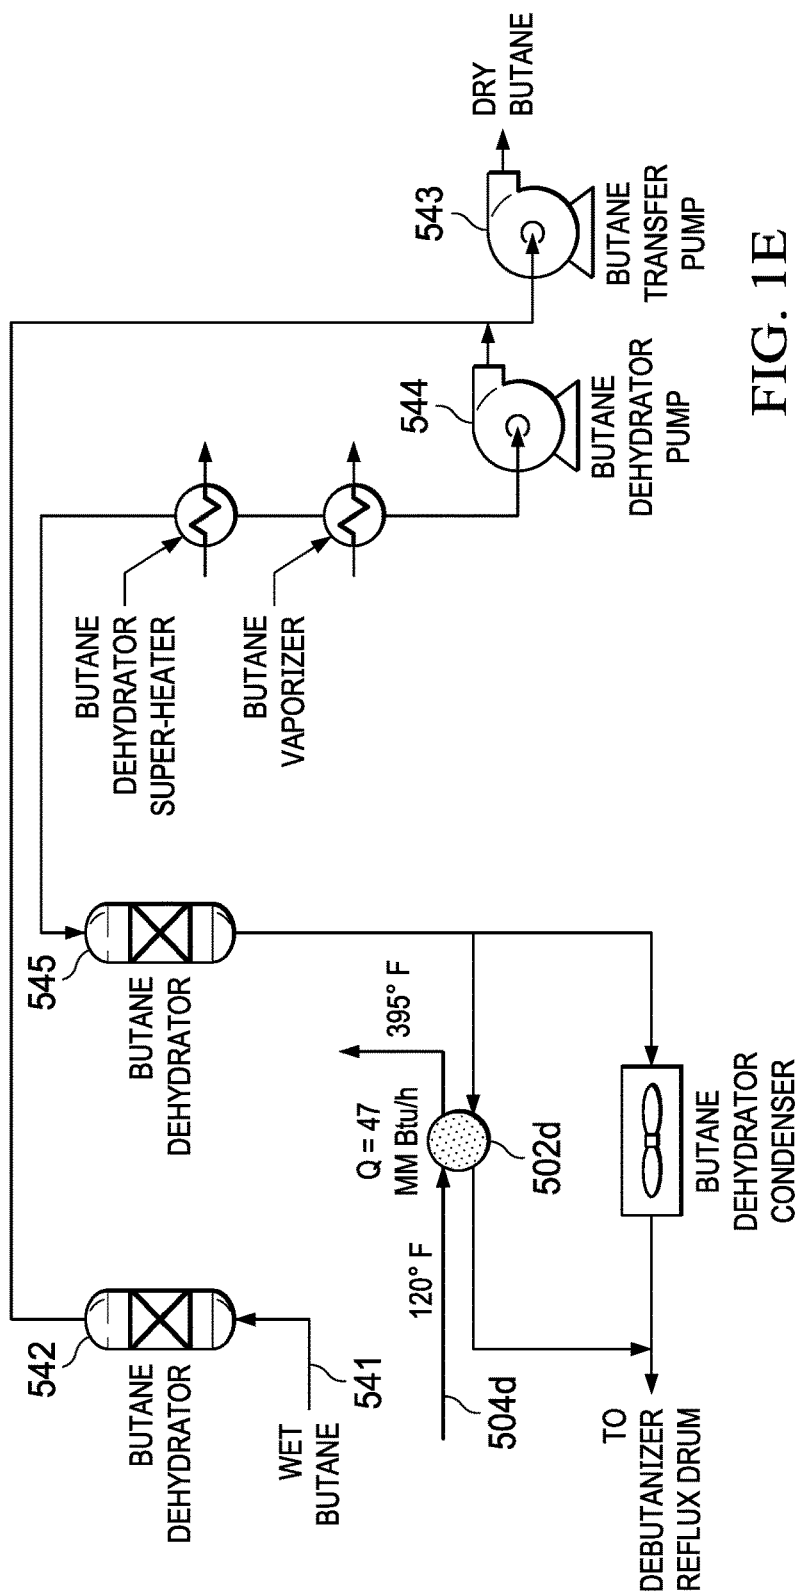 WET
BUTANE
541
542
BUTANE
DEHYDRATOR
545
BUTANE
DEHYDRATOR
BUTANE
DEHYDRATOR
SUPER-HEATER
BUTANE
VAPORIZER
544
BUTANE
DEHYDRATOR
PUMP
543
BUTANE
TRANSFER
PUMP
DRY
BUTANE
504d
120° F
Q = 47
MM Btu/h
395° F
502d
BUTANE
DEHYDRATOR
CONDENSER
TO
DEBUTANIZER
REFLUX DRUM
FIG. 1E